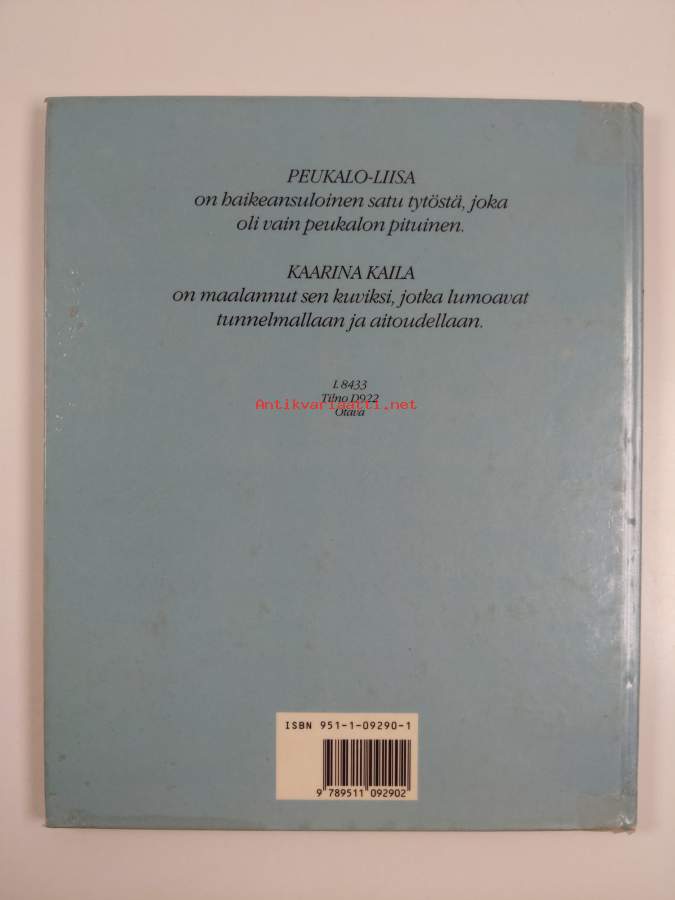 PEUKALO-LIISA
on haikeansuloinen satu tytöstä, joka
oli vain peukalon pituinen.
KAARINA KAILA
on maalannut sen kuviksi, jotka lumoavat
tunnelmallaan ja aitoudellaan.
L 8433
Tilno D922
Antikvariaatti.net
Otava
ISBN 951-1-09290-1
9 789511 092902